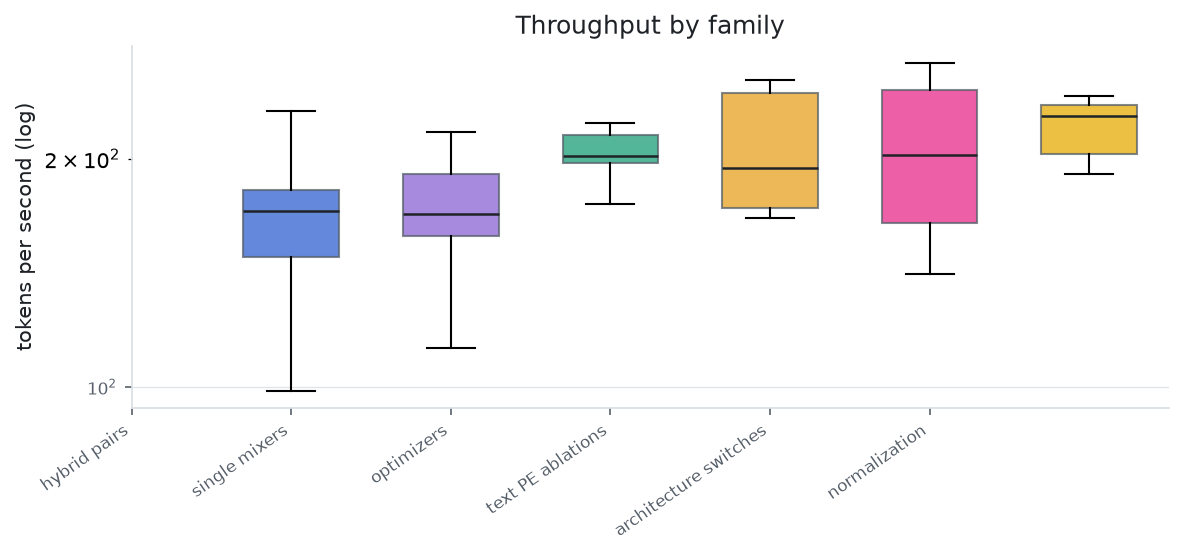 Throughput by family
tokens per second (log)
2 × 10²
10²
hybrid pairs
single mixers
optimizers
text PE ablations
architecture switches
normalization